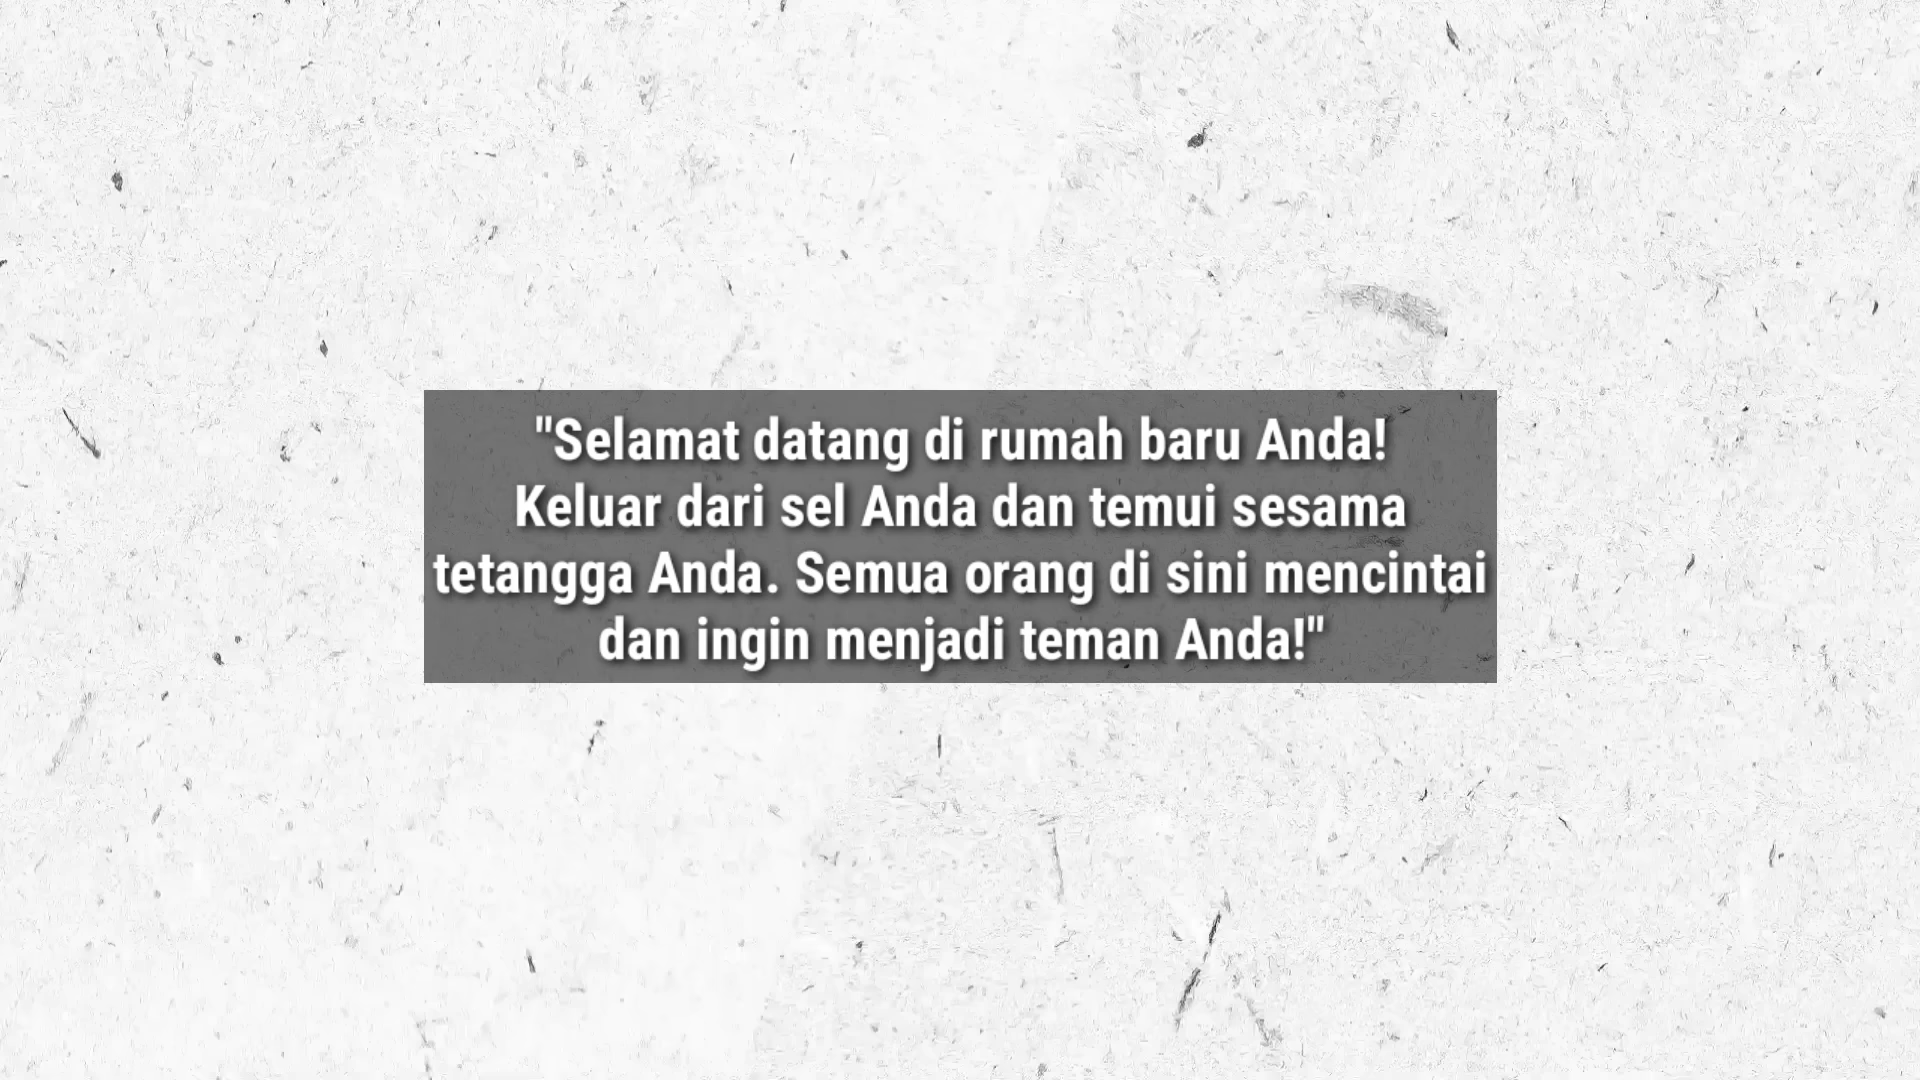 "Selamat datang di rumah baru Anda!
Keluar dari sel Anda dan temui sesama
tetangga Anda. Semua orang di sini mencintai
dan ingin menjadi teman Anda!"